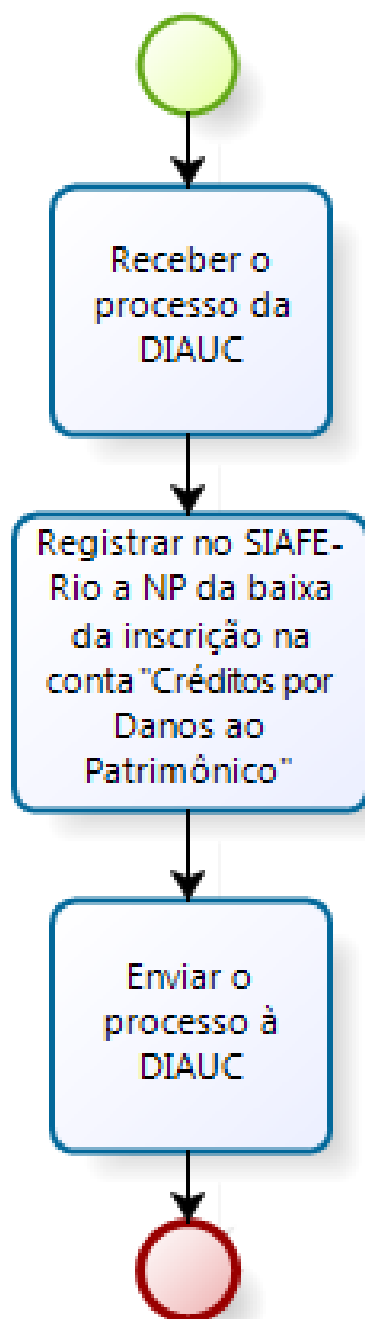 Receber o
processo da
DIAUC
Registrar no SIAFE-
Rio a NP da baixa
da inscrição na
conta "Créditos por
Danos ao
Patrimônico"
Enviar o
processo à
DIAUC